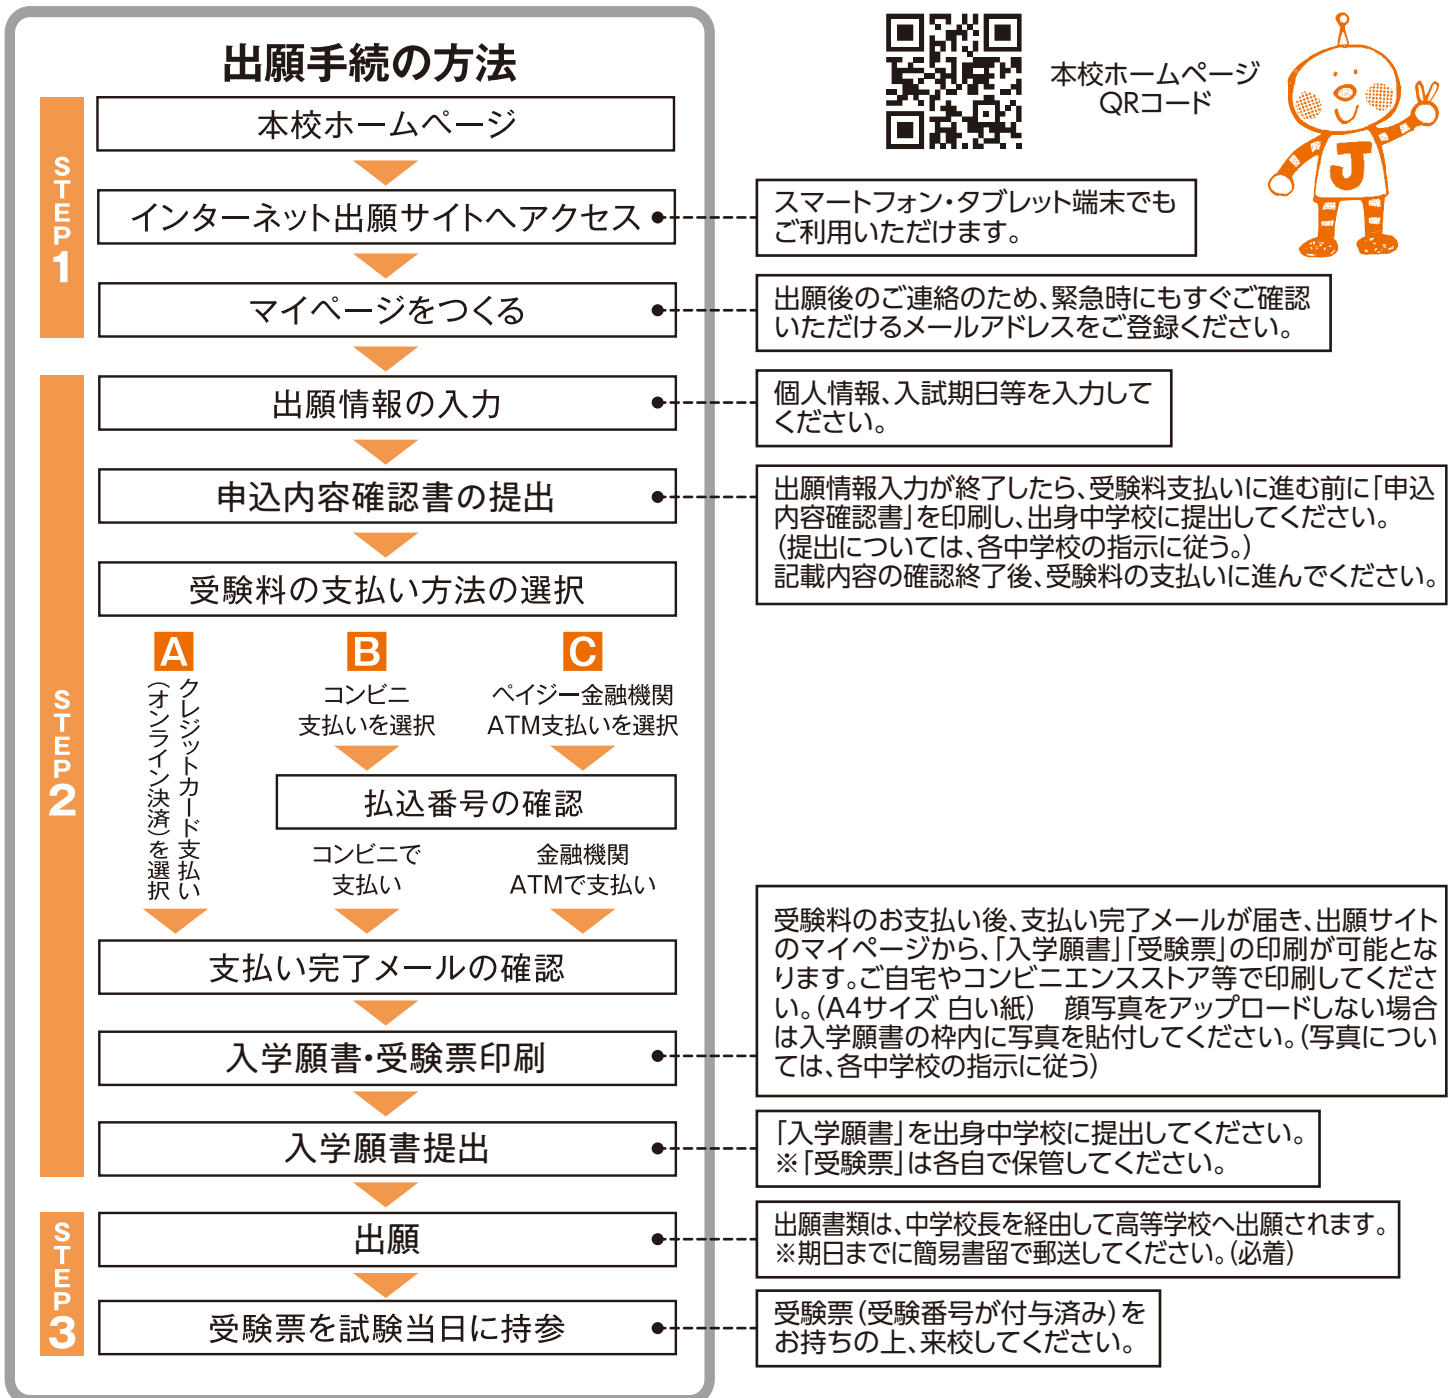 出願手続の方法
本校ホームページ
QRコード
J
STEP1
本校ホームページ
インターネット出願サイトへアクセス
スマートフォン・タブレット端末でも
ご利用いただけます。
マイページをつくる
出願後のご連絡のため、緊急時にもすぐご確認
いただけるメールアドレスをご登録ください。
STEP2
出願情報の入力
個人情報、入試期日等を入力して
ください。
申込内容確認書の提出
出願情報入力が終了したら、受験料支払いに進む前に「申込
内容確認書」を印刷し、出身中学校に提出してください。
（提出については、各中学校の指示に従う。）
記載内容の確認終了後、受験料の支払いに進んでください。
受験料の支払い方法の選択
A
クレジットカード支払い
（オンライン決済）を選択
B
コンビニ
支払いを選択
C
ペイジー金融機関
ATM支払いを選択
払込番号の確認
コンビニで
支払い
金融機関
ATMで支払い
支払い完了メールの確認
入学願書・受験票印刷
受験料のお支払い後、支払い完了メールが届き、出願サイト
のマイページから、「入学願書」「受験票」の印刷が可能とな
ります。ご自宅やコンビニエンスストア等で印刷してくださ
い。（A4サイズ 白い紙）　顔写真をアップロードしない場合
は入学願書の枠内に写真を貼付してください。（写真につい
ては、各中学校の指示に従う）
入学願書提出
「入学願書」を出身中学校に提出してください。
※「受験票」は各自で保管してください。
STEP3
出願
出願書類は、中学校長を経由して高等学校へ出願されます。
※期日までに簡易書留で郵送してください。（必着）
受験票を試験当日に持参
受験票（受験番号が付与済み）を
お持ちの上、来校してください。